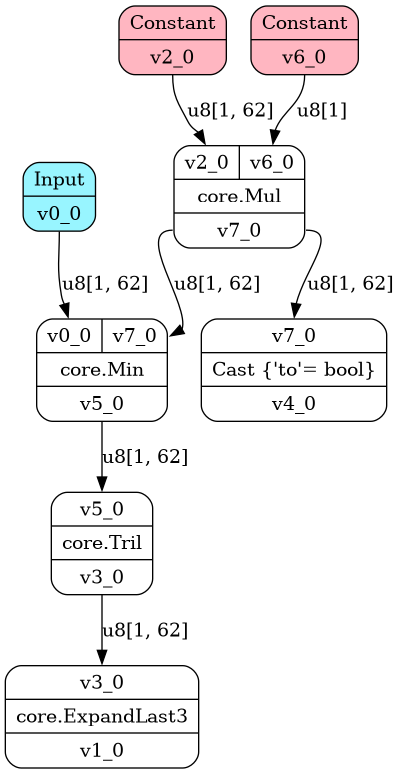 Constant
v2_0
Constant
v6_0
u8[1, 62]
u8[1]
Input
v0_0
v2_0
v6_0
core.Mul
v7_0
u8[1, 62]
u8[1, 62]
u8[1, 62]
v0_0
v7_0
core.Min
v5_0
v7_0
Cast {'to'= bool}
v4_0
u8[1, 62]
v5_0
core.Tril
v3_0
u8[1, 62]
v3_0
core.ExpandLast3
v1_0